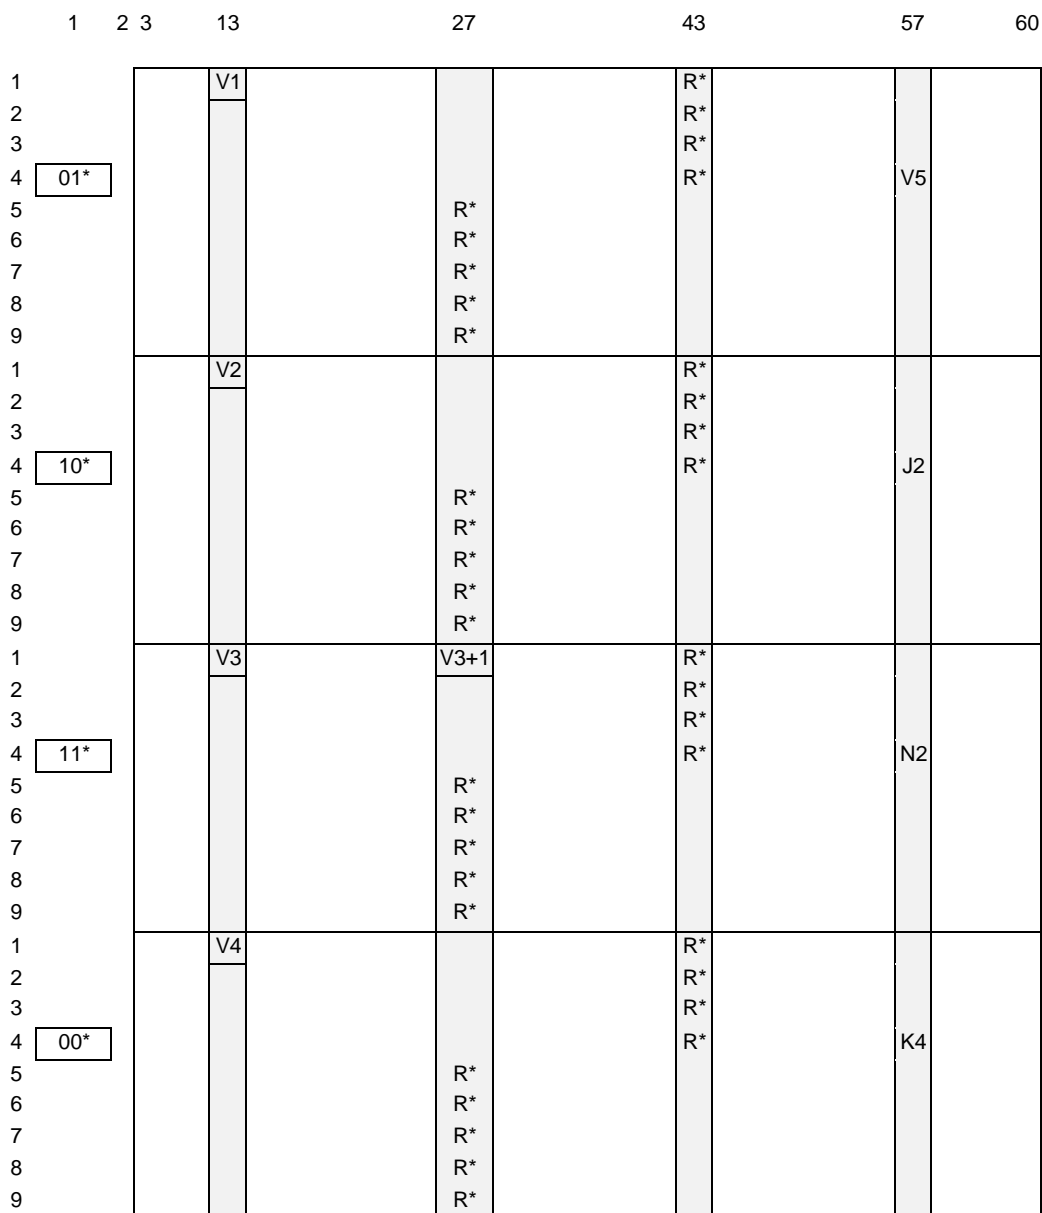 1 2 3 13 27 43 57 60
1 V1 R*
2 R*
3 R*
4 01* R* V5
5 R*
6 R*
7 R*
8 R*
9 R*
1 V2 R*
2 R*
3 R*
4 10* R* J2
5 R*
6 R*
7 R*
8 R*
9 R*
1 V3 V3+1 R*
2 R*
3 R*
4 11* R* N2
5 R*
6 R*
7 R*
8 R*
9 R*
1 V4 R*
2 R*
3 R*
4 00* R* K4
5 R*
6 R*
7 R*
8 R*
9 R*